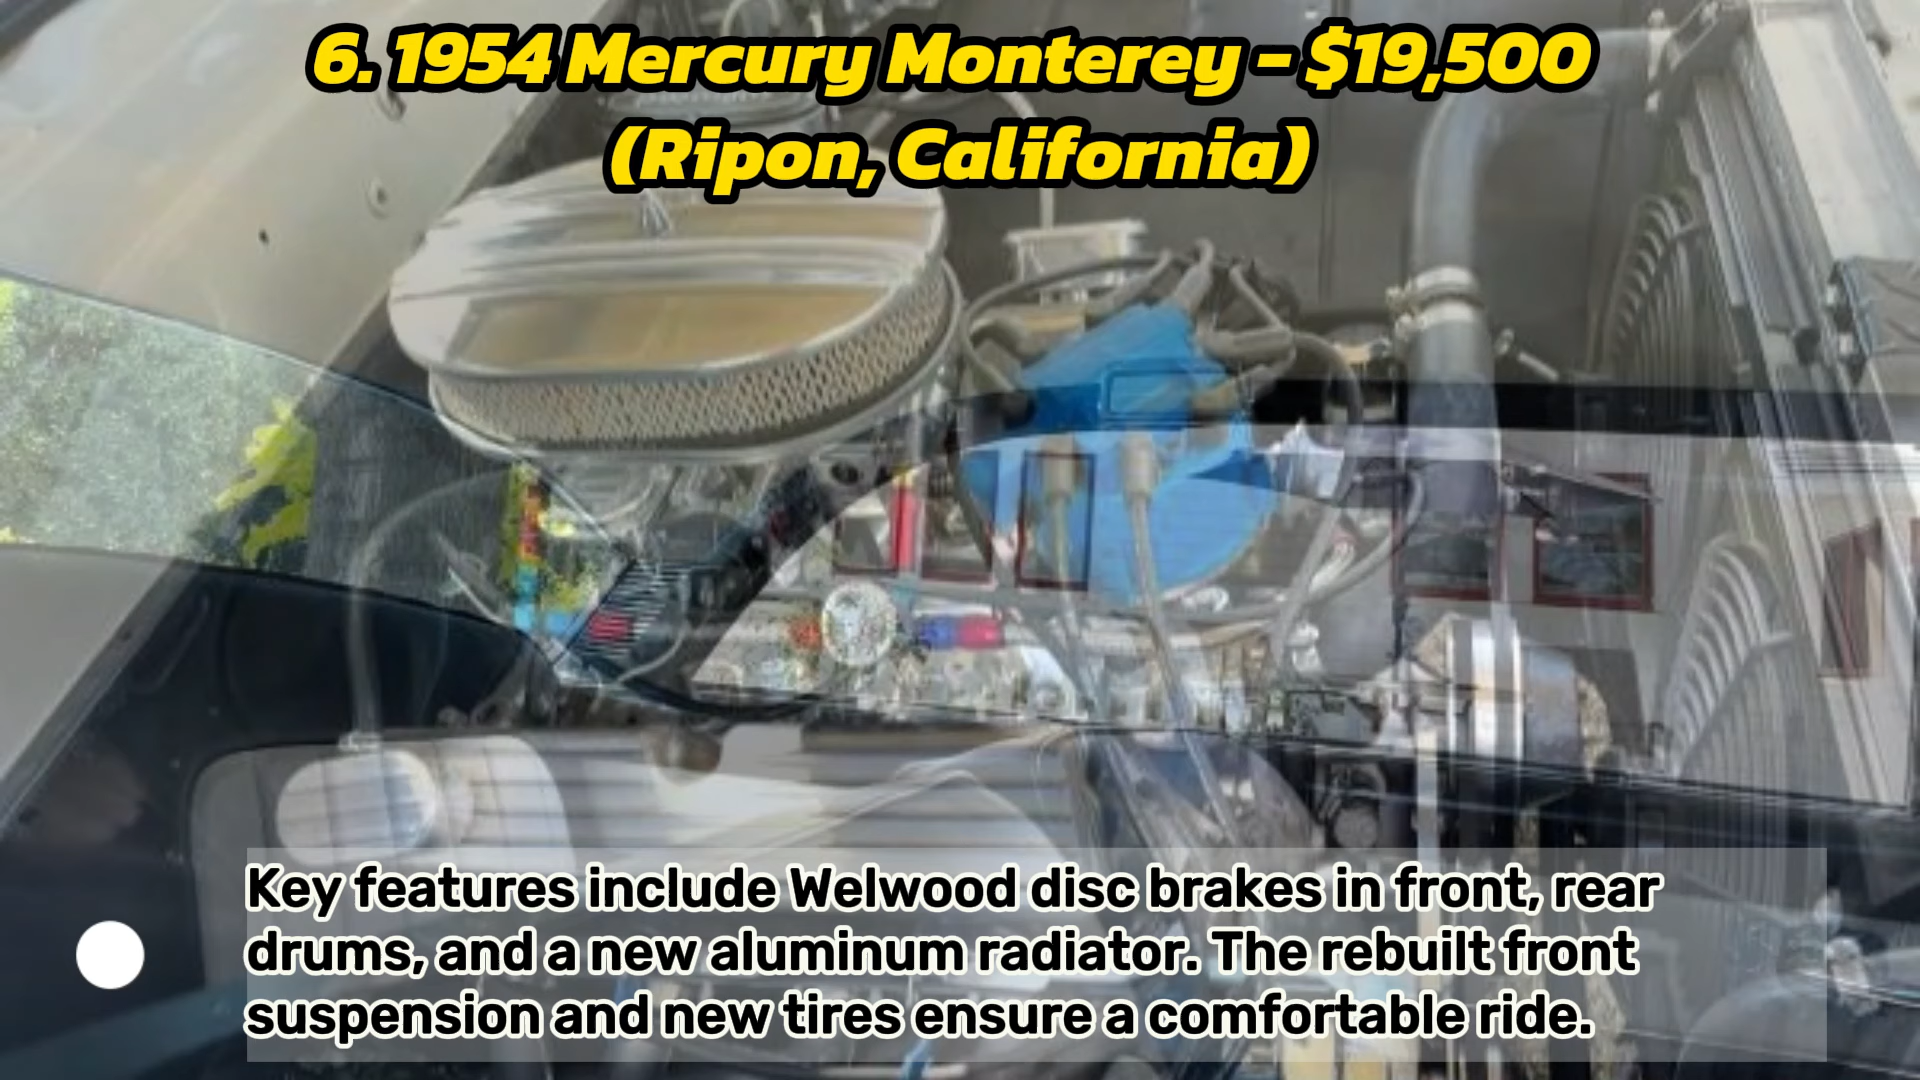 6. 1954 Mercury Monterey - $19,500
(Ripon, California)
Key features include Welwood disc brakes in front, rear
drums, and a new aluminum radiator. The rebuilt front
suspension and new tires ensure a comfortable ride.